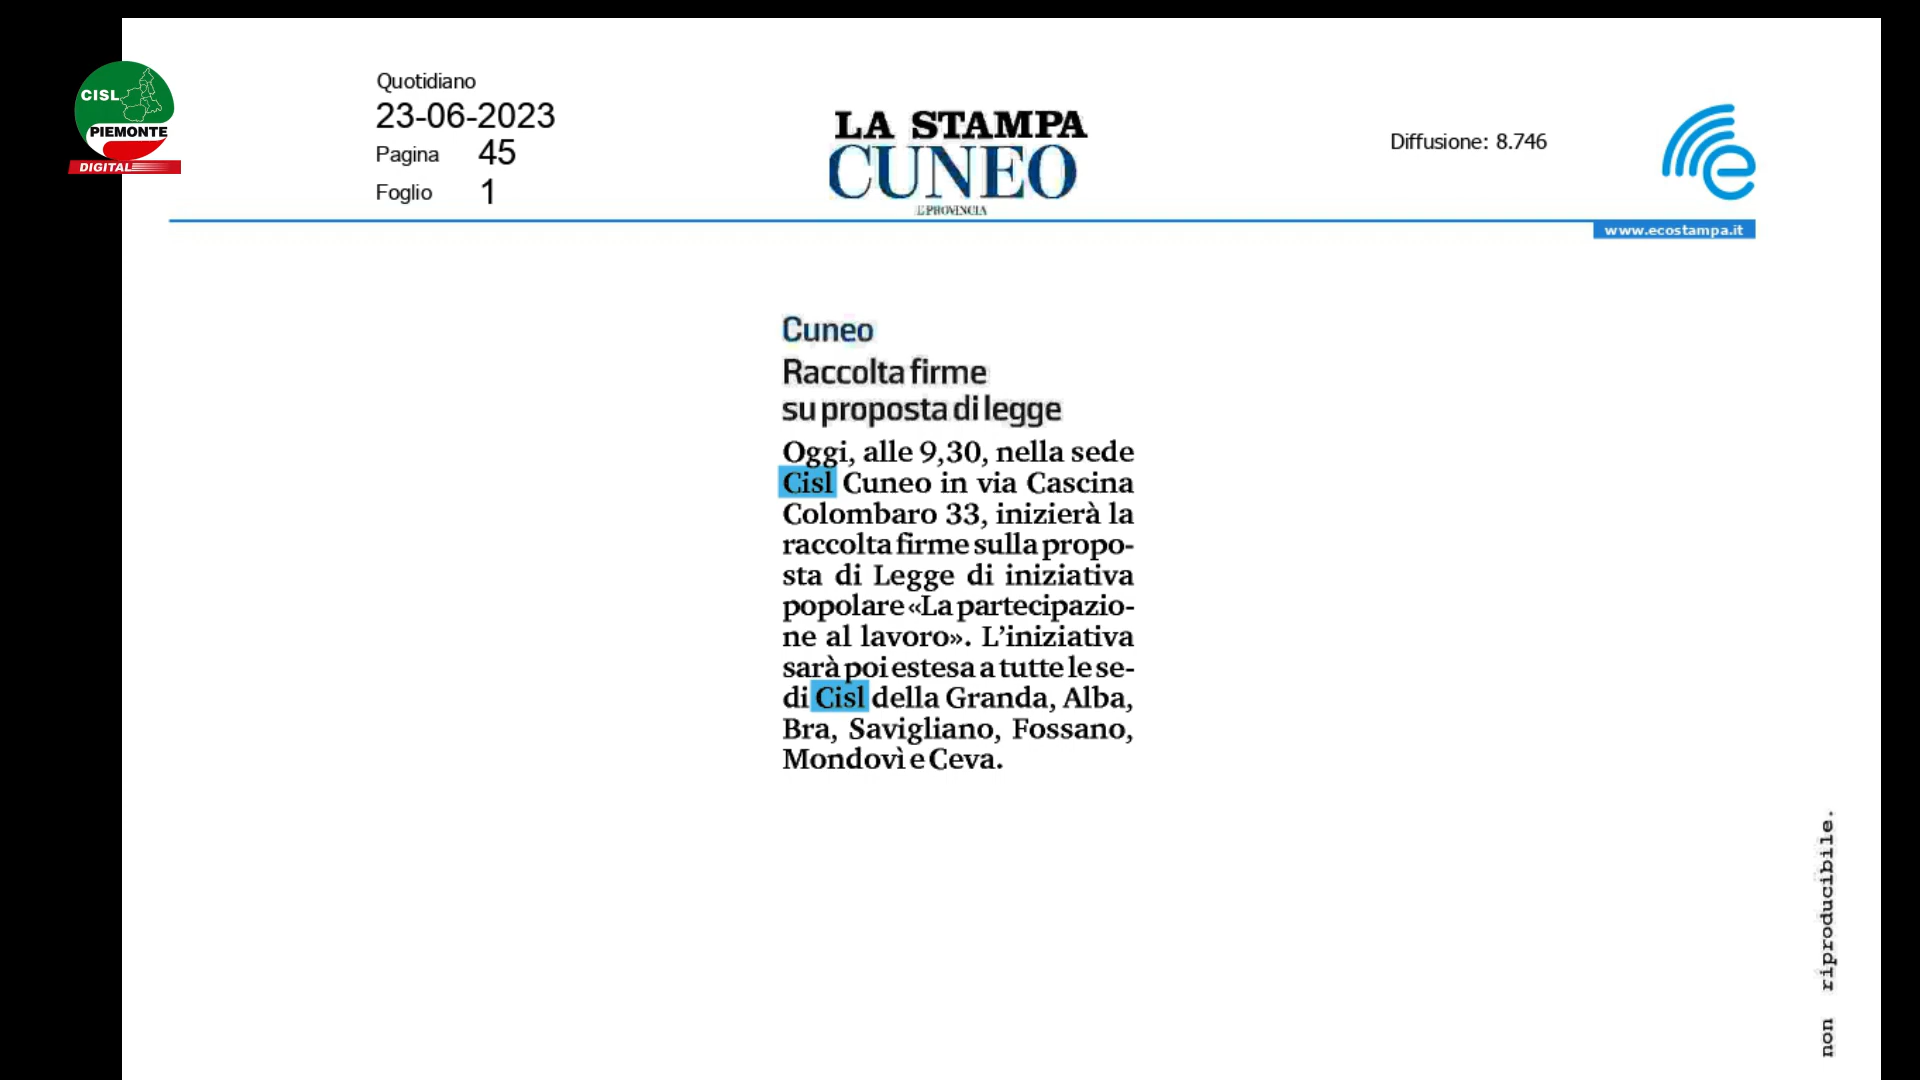 CISL
PIEMONTE
DIGITAL
Quotidiano
23-06-2023
Pagina 45
Foglio 1
LA STAMPA
CUNEO
E PROVINCIA
Diffusione: 8.746
www.ecostampa.it
Cuneo
Raccolta firme
su proposta di legge
Oggi, alle 9,30, nella sede
Cisl Cuneo in via Cascina
Colombaro 33, inizierà la
raccolta firme sulla propo-
sta di Legge di iniziativa
popolare «La partecipazio-
ne al lavoro». L’iniziativa
sarà poi estesa a tutte le se-
di Cisl della Granda, Alba,
Bra, Savigliano, Fossano,
Mondovì e Ceva.
non riproducibile.